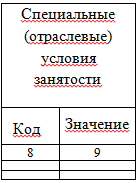 Специальные
(отраслевые)
условия
занятости
Код Значение
8 9